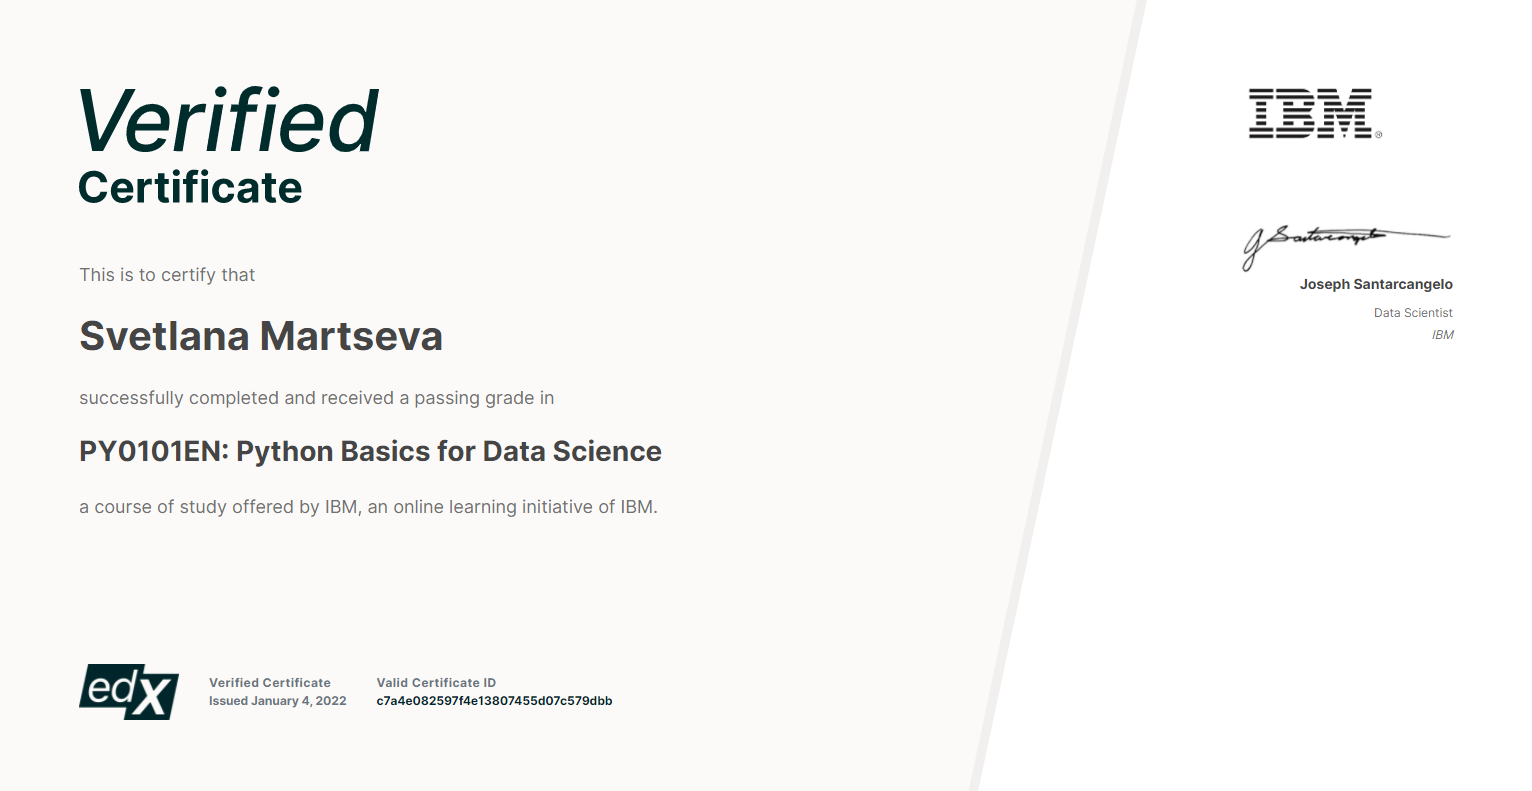 Verified
Certificate
This is to certify that
Svetlana Martseva
successfully completed and received a passing grade in
PY0101EN: Python Basics for Data Science
a course of study offered by IBM, an online learning initiative of IBM.
edX
Verified Certificate
Issued January 4, 2022
Valid Certificate ID
c7a4e082597f4e13807455d07c579dbb
IBM®
J Santarcangelo
Joseph Santarcangelo
Data Scientist
IBM